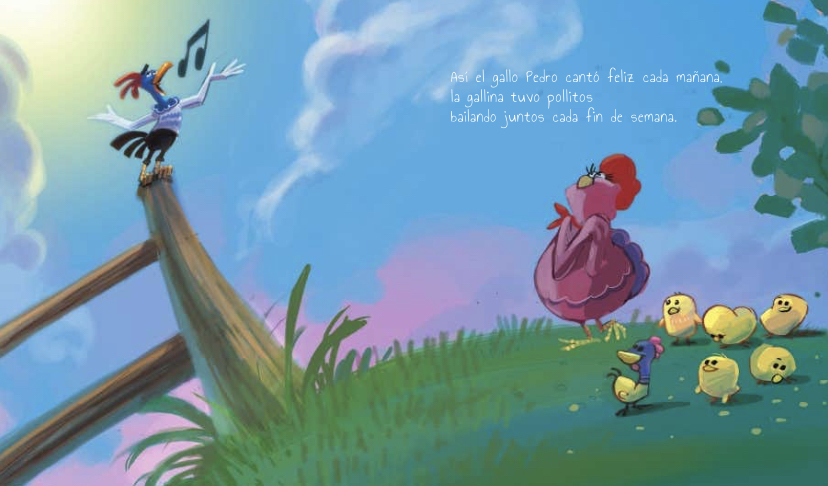 Así el gallo Pedro cantó feliz cada mañana.
la gallina tuvo pollitos
bailando juntos cada fin de semana.